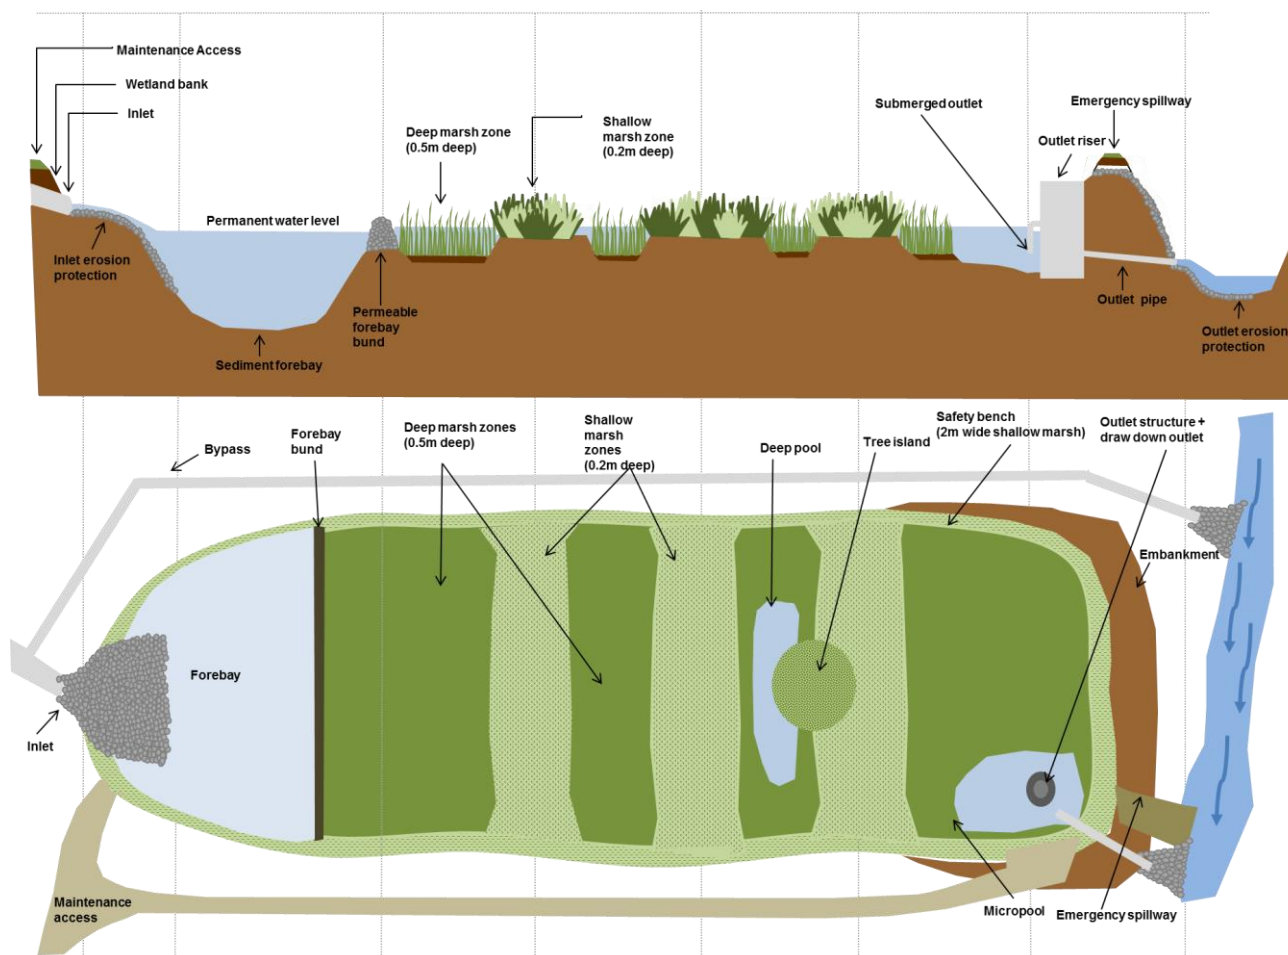 Maintenance Access
Wetland bank
Inlet
Deep marsh zone
(0.5m deep)
Shallow
marsh zone
(0.2m deep)
Submerged outlet
Emergency spillway
Outlet riser
Permanent water level
Inlet erosion
protection
Sediment forebay
Permeable
forebay
bund
Outlet pipe
Outlet erosion
protection
Bypass
Forebay
bund
Deep marsh zones
(0.5m deep)
Shallow
marsh
zones
(0.2m deep)
Deep pool
Tree island
Safety bench
(2m wide shallow marsh)
Outlet structure +
draw down outlet
Embankment
Forebay
Inlet
Maintenance
access
Micropool
Emergency spillway